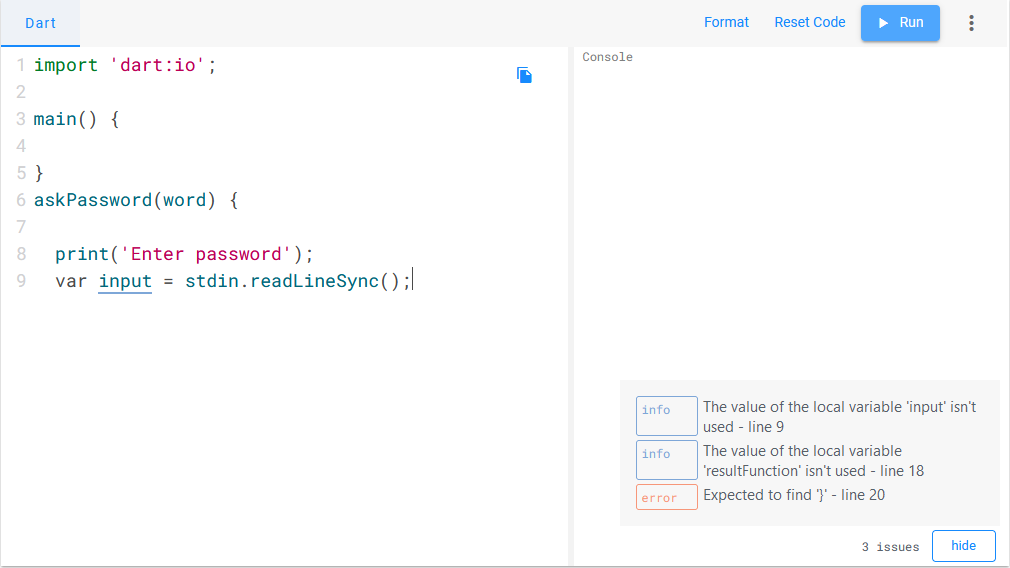 Dart
Format Reset Code Run
1 import 'dart:io';
2
3 main() {
4
5 }
6 askPassword(word) {
7
8   print('Enter password');
9   var input = stdin.readLineSync();
Console
info The value of the local variable 'input' isn't
used - line 9
info The value of the local variable
'resultFunction' isn't used - line 18
error Expected to find '}' - line 20
3 issues hide